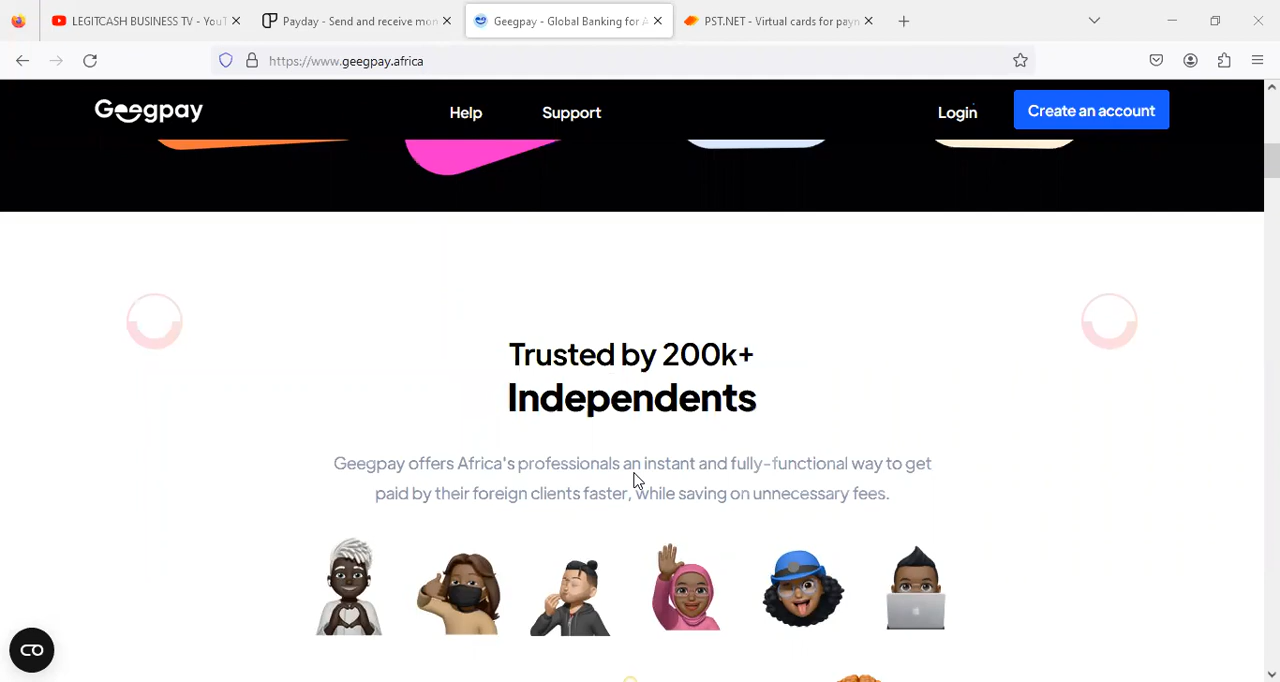 LEGITCASH BUSINESS TV - YouT
Payday - Send and receive mon
Geegpay - Global Banking for A
PST.NET - Virtual cards for paym
https://www.geegpay.africa
Geegpay
Help
Support
Login
Create an account
Trusted by 200k+
Independents
Geegpay offers Africa's professionals an instant and fully-functional way to get
paid by their foreign clients faster, while saving on unnecessary fees.